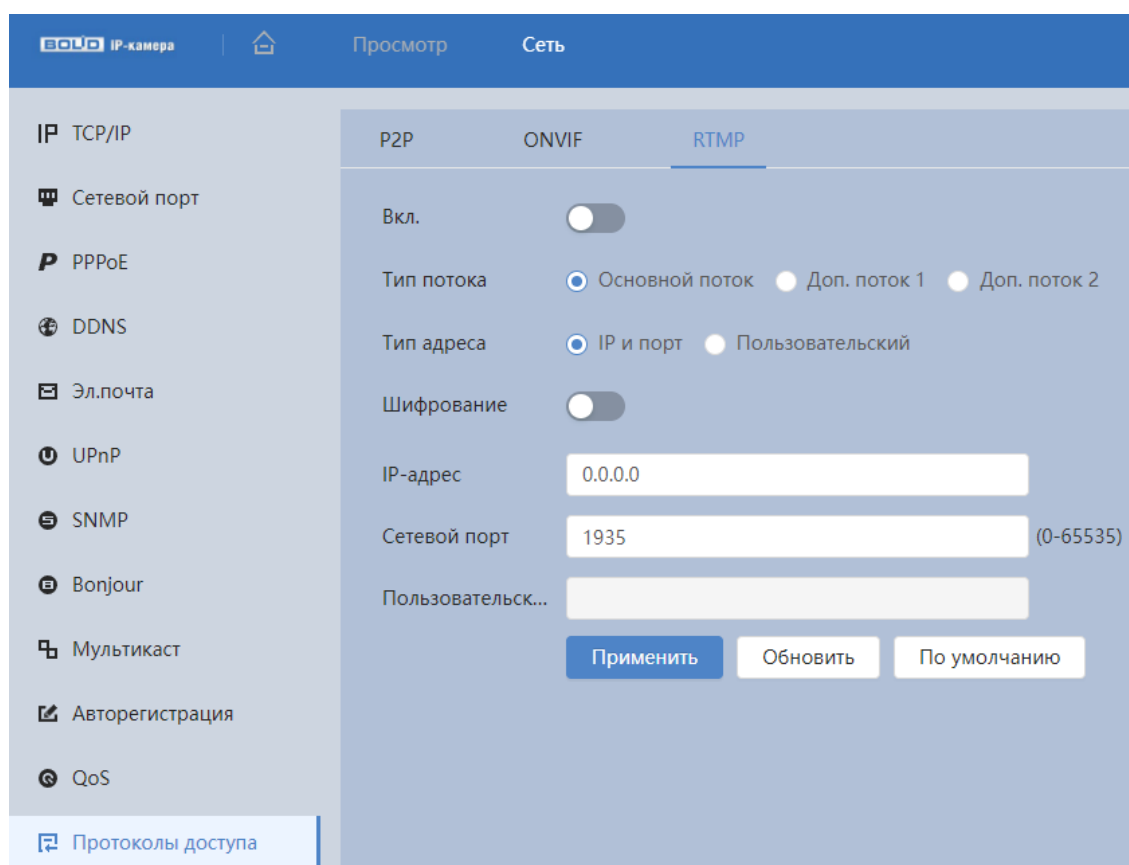 BOLID IP-камера
Просмотр
Сеть
TCP/IP
Сетевой порт
PPPoE
DDNS
Эл.почта
UPnP
SNMP
Bonjour
Мультикаст
Авторегистрация
QoS
Протоколы доступа
P2P ONVIF RTMP
Вкл.
Тип потока Основной поток Доп. поток 1 Доп. поток 2
Тип адреса IP и порт Пользовательский
Шифрование
IP-адрес 0.0.0.0
Сетевой порт 1935 (0-65535)
Пользовательск...
Применить Обновить По умолчанию